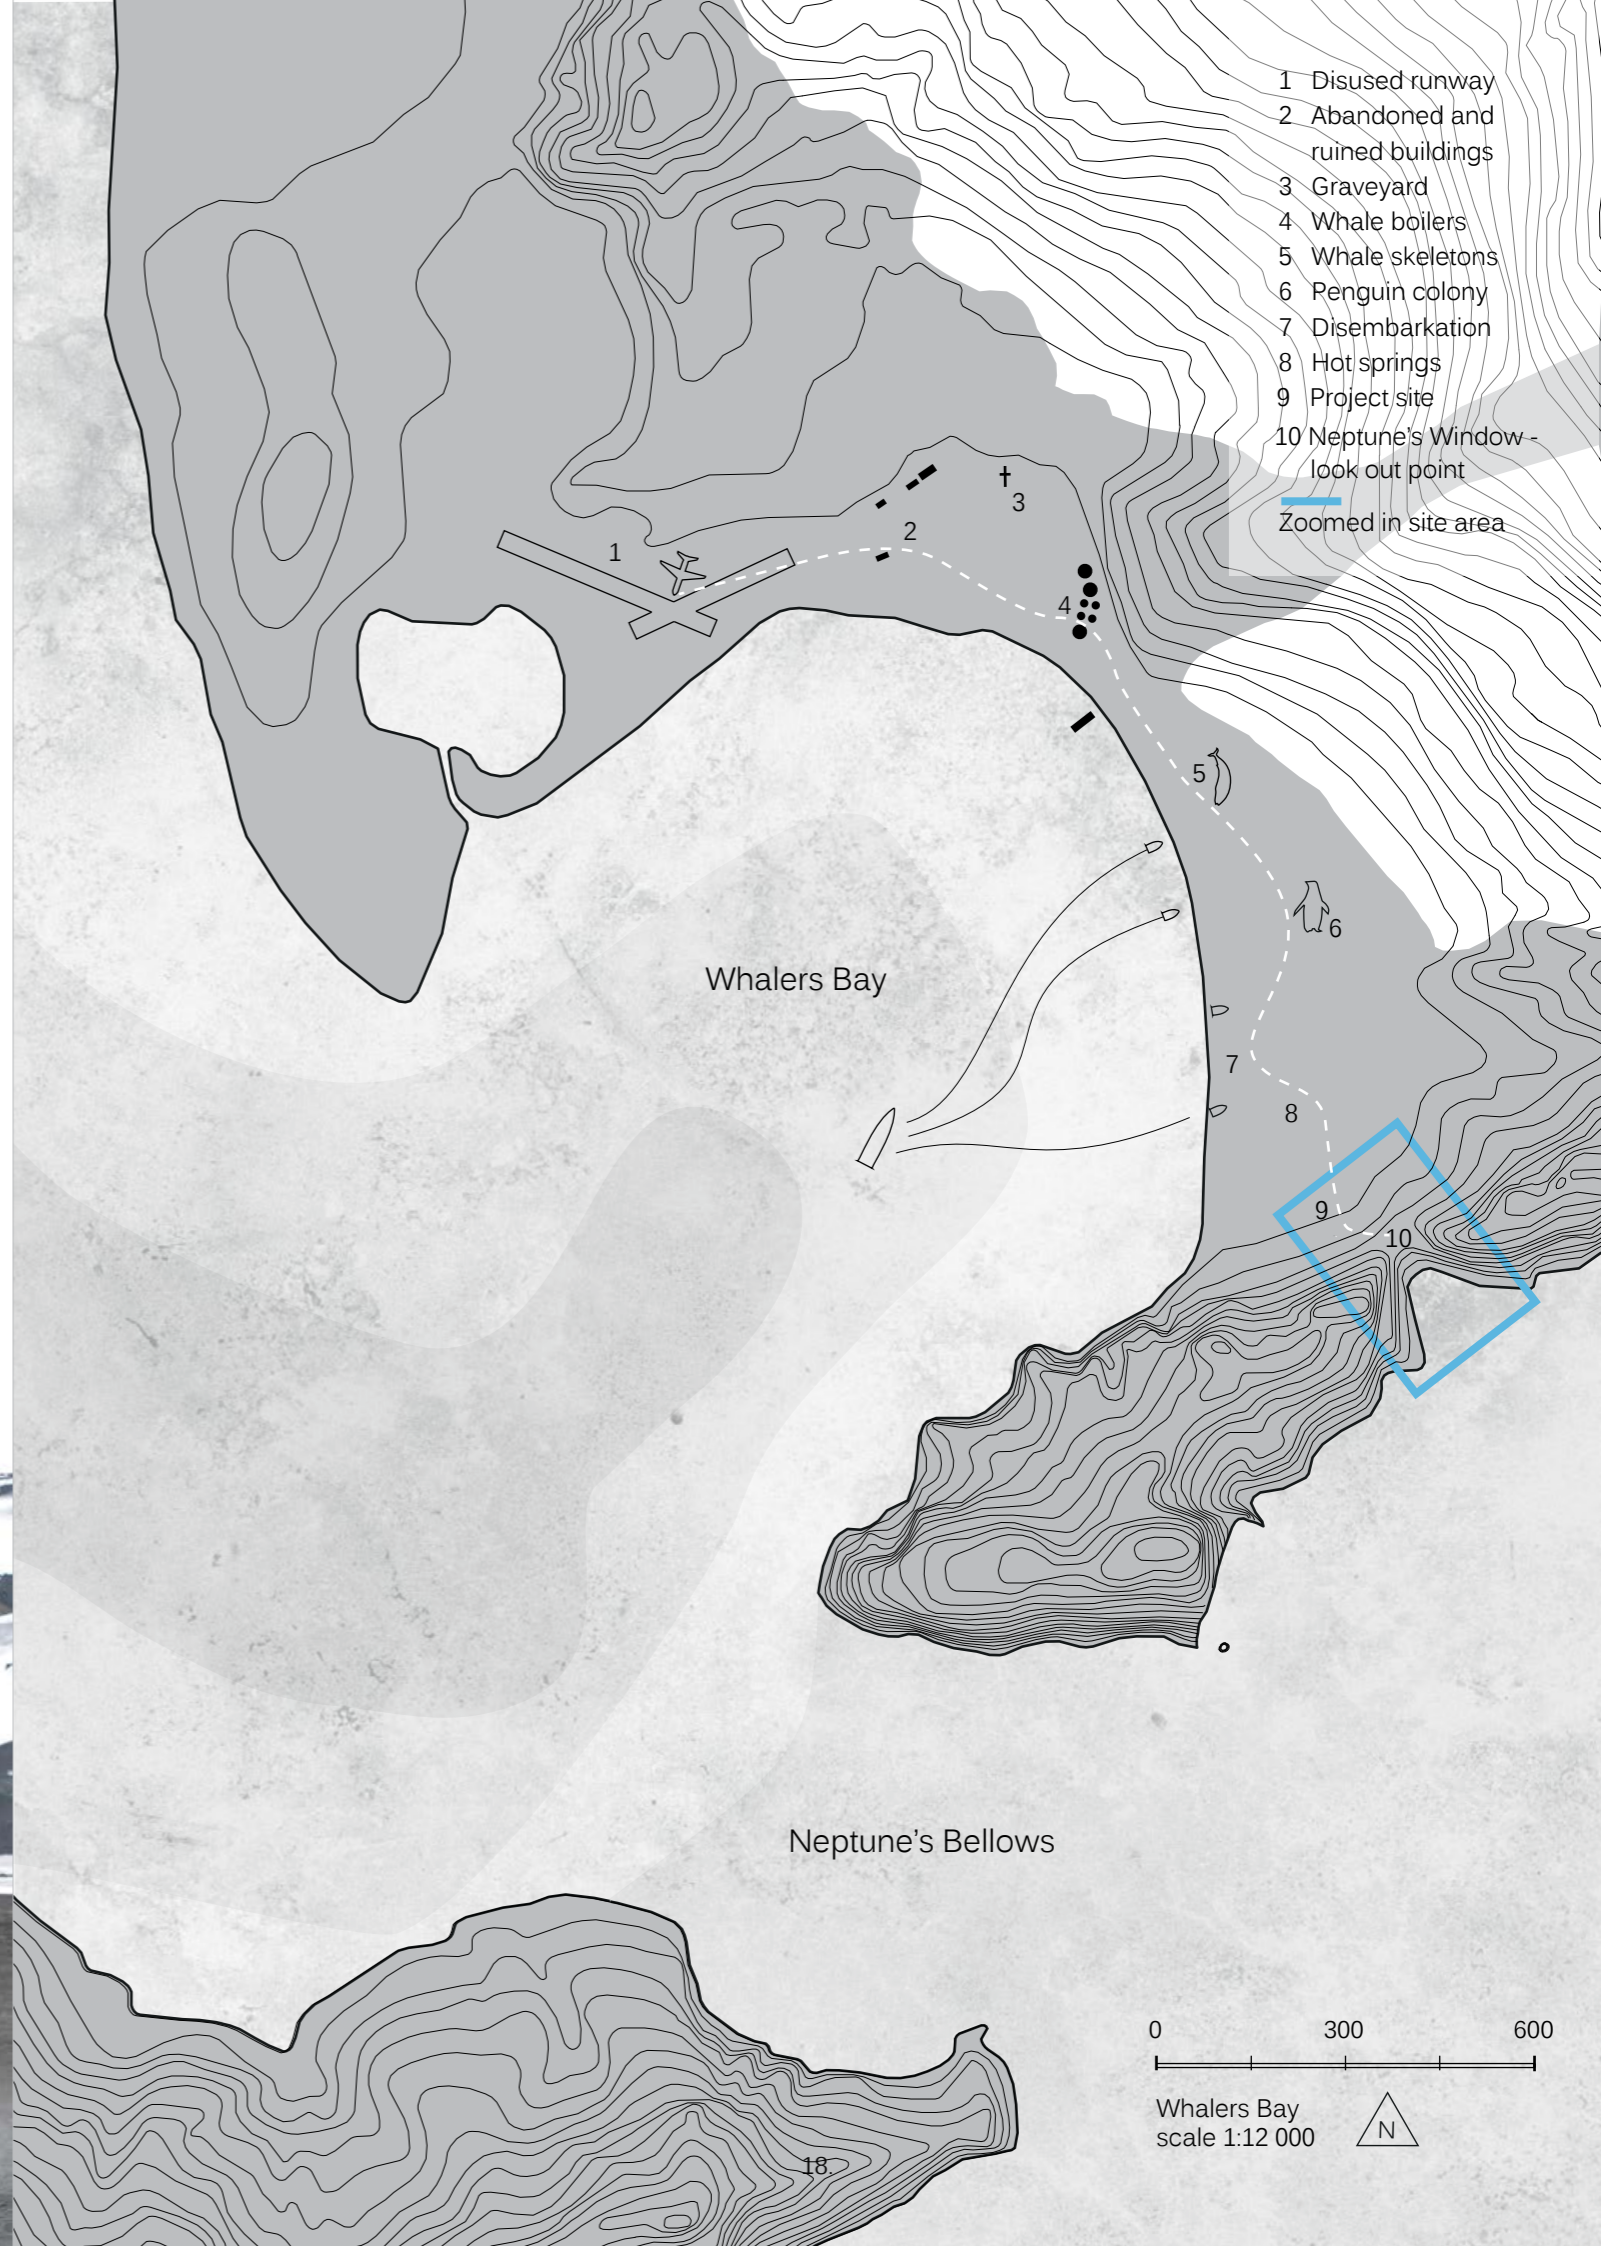 1 Disused runway
2 Abandoned and
ruined buildings
3 Graveyard
4 Whale boilers
5 Whale skeletons
6 Penguin colony
7 Disembarkation
8 Hot springs
9 Project site
10 Neptune’s Window -
look out point
Zoomed in site area
3
2
1
4
5
6
Whalers Bay
7
8
9
10
Neptune’s Bellows
0 300 600
Whalers Bay
scale 1:12 000
N
18.